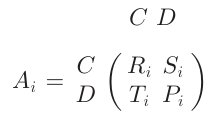 C D
A_i = C ( R_i S_i )
D ( T_i P_i )